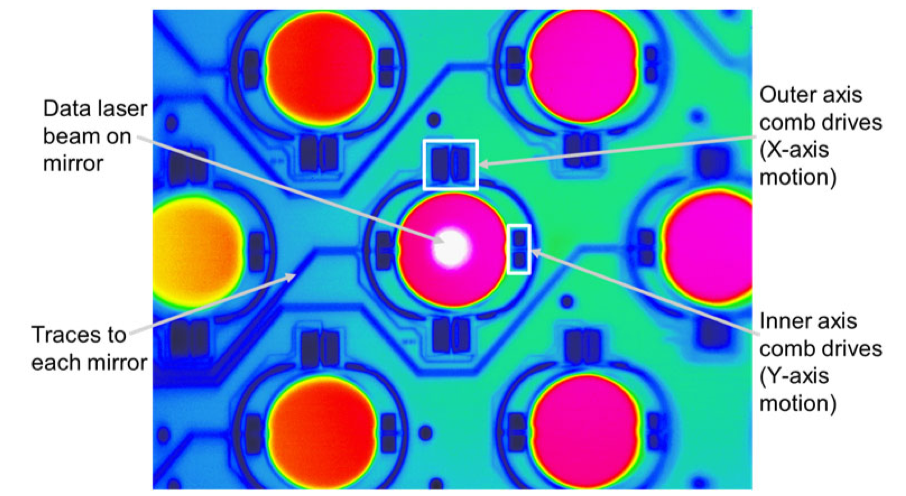 Data laser
beam on
mirror
Outer axis
comb drives
(X-axis
motion)
Traces to
each mirror
Inner axis
comb drives
(Y-axis
motion)